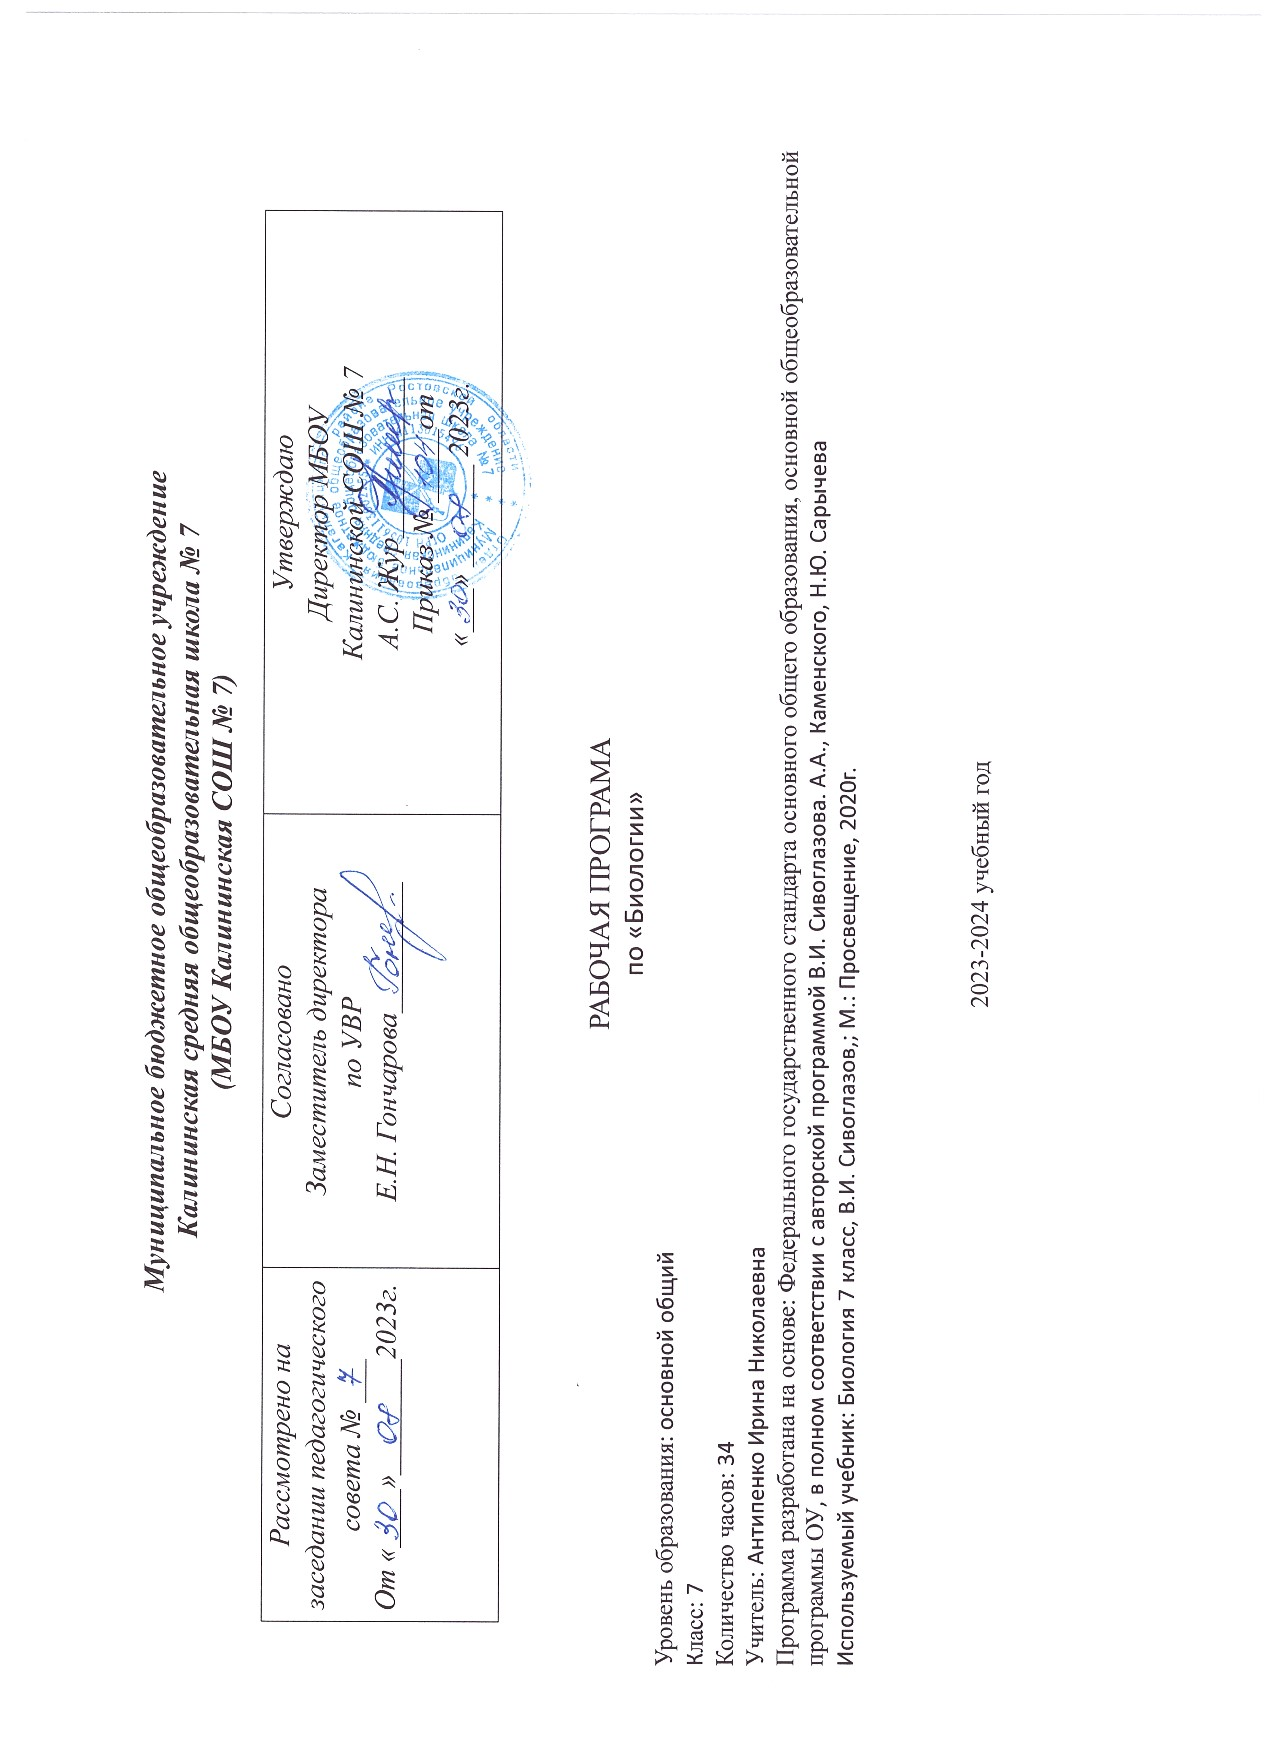 Муниципальное бюджетное общеобразовательное учреждение
Калининская средняя общеобразовательная школа № 7
(МБОУ Калининская СОШ № 7)
Рассмотрено на
заседании педагогического
совета № 7
От « 30 » 08 2023г.
Согласовано
Заместитель директора
по УВР
Е.Н. Гончарова
Утверждаю
Директор МБОУ
Калининской СОШ № 7
А.С. Жур
Приказ № 104 от
« 30 » 08 2023г.
РАБОЧАЯ ПРОГРАМА
по «Биологии»
Уровень образования: основной общий
Класс: 7
Количество часов: 34
Учитель: Антипенко Ирина Николаевна
Программа разработана на основе: Федерального государственного стандарта основного общего образования, основной общеобразовательной
программы ОУ, в полном соответствии с авторской программой В.И. Сивоглазова. А.А., Каменского, Н.Ю. Сарычева
Используемый учебник: Биология 7 класс, В.И. Сивоглазов,; М.: Просвещение, 2020г.
2023-2024 учебный год